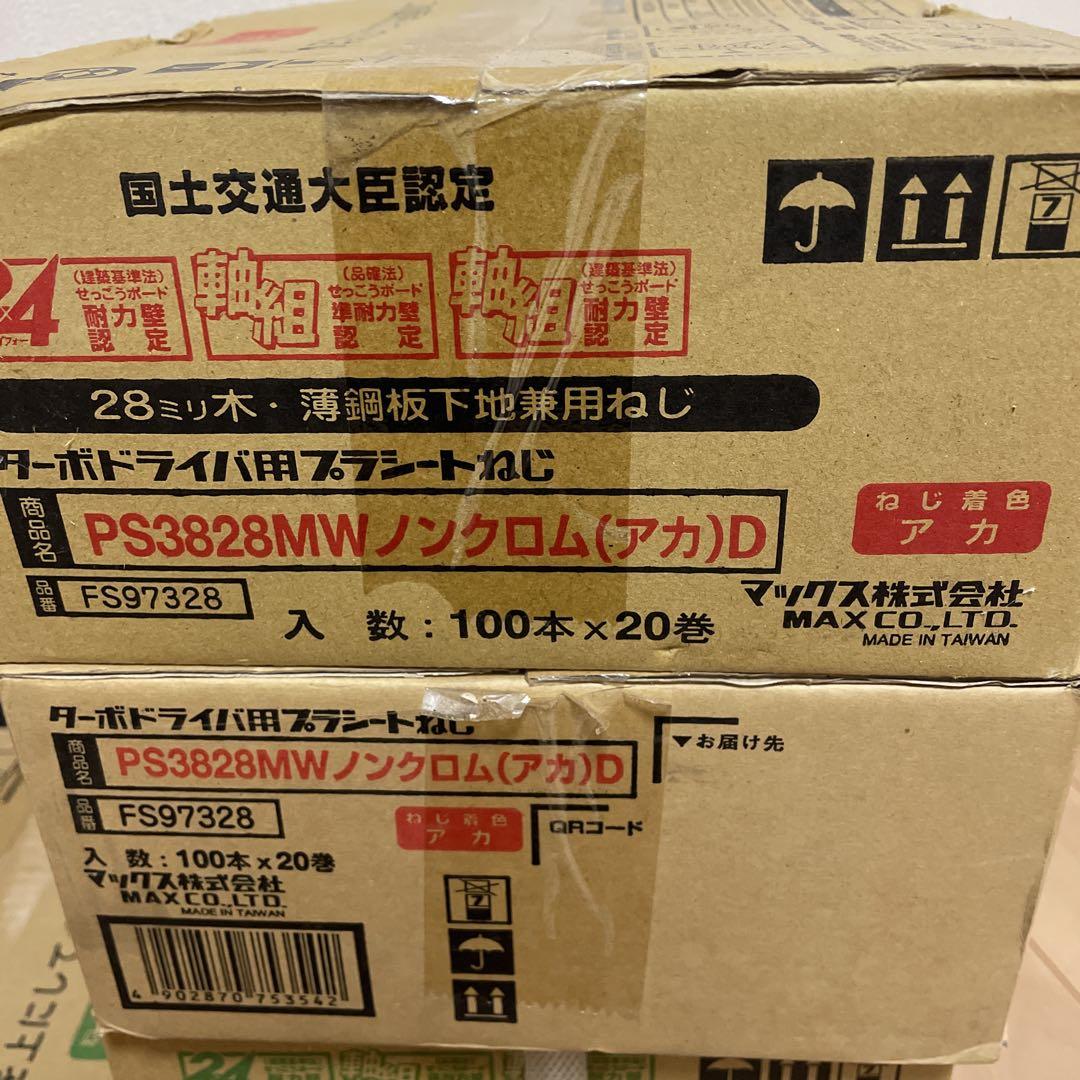 国土交通大臣認定
2×4
(建築基準法)
せっこうボード
耐力壁
認定
軸組
(品確法)
せっこうボード
準耐力壁
認定
軸組
(建築基準法)
せっこうボード
耐力壁
認定
7
28ミリ木・薄鋼板下地兼用ねじ
ターボドライバ用プラシートねじ
商品名
PS3828MWノンクロム(アカ)D
ねじ着色
アカ
品番
FS97328
入数:100本×20巻
マックス株式会社
MAX CO.,LTD.
MADE IN TAIWAN
ターボドライバ用プラシートねじ
商品名
PS3828MWノンクロム(アカ)D
▼お届け先
品番
FS97328
ねじ着色
アカ
QRコード
入数:100本×20巻
マックス株式会社
MAX CO.,LTD.
MADE IN TAIWAN
7
4 902870 753542
上にして